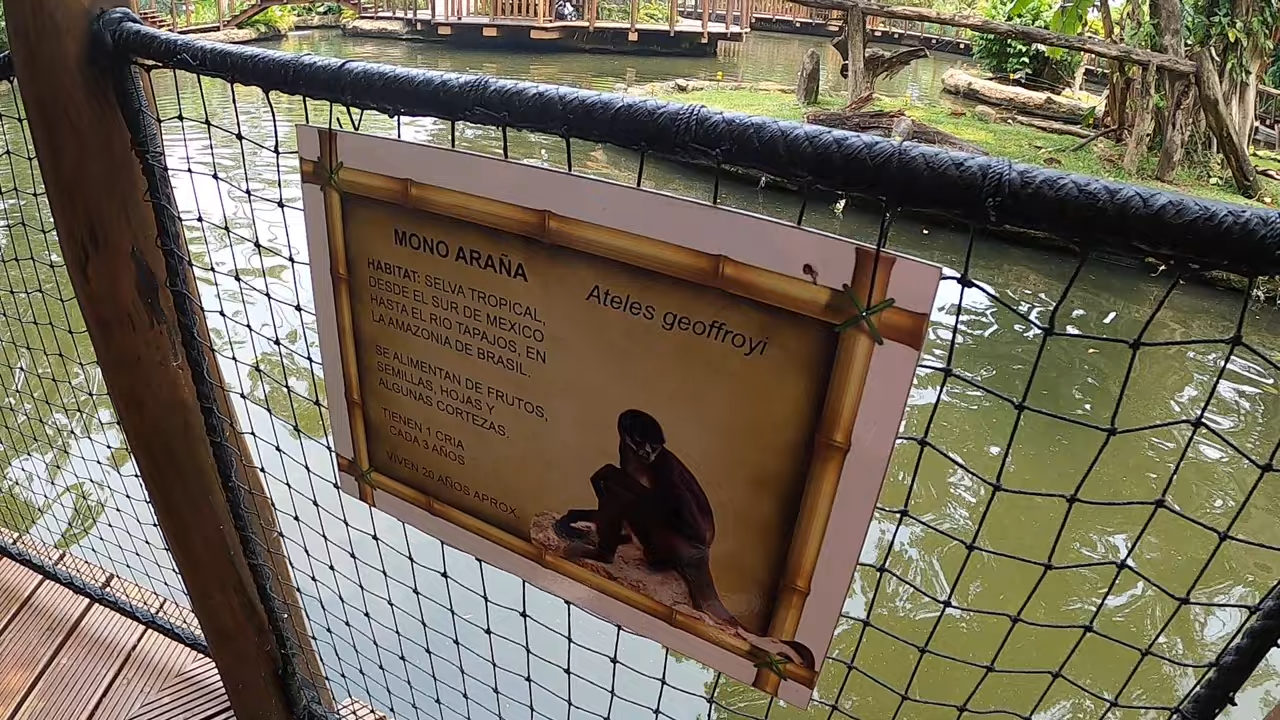 MONO ARAÑA
Ateles geoffroyi
HABITAT: SELVA TROPICAL,
DESDE EL SUR DE MEXICO
HASTA EL RIO TAPAJOS, EN
LA AMAZONIA DE BRASIL.
SE ALIMENTAN DE FRUTOS,
SEMILLAS, HOJAS Y
ALGUNAS CORTEZAS.
TIENEN 1 CRIA
CADA 3 AÑOS
VIVEN 20 AÑOS APROX.